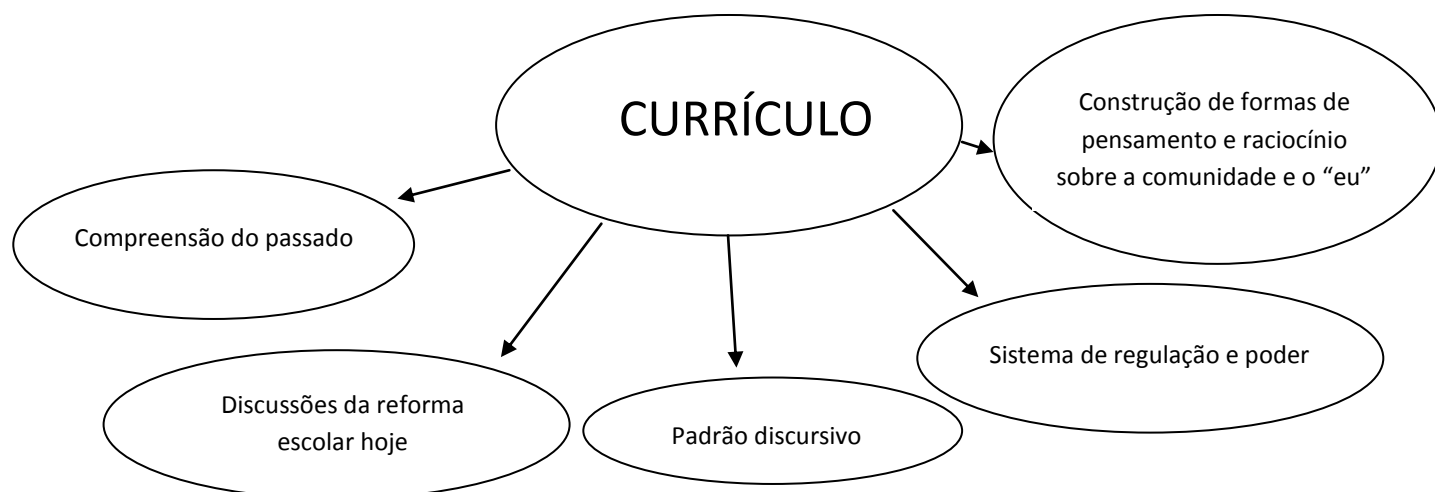 CURRÍCULO
Construção de formas de
pensamento e raciocínio
sobre a comunidade e o “eu”
Compreensão do passado
Sistema de regulação e poder
Discussões da reforma
escolar hoje
Padrão discursivo